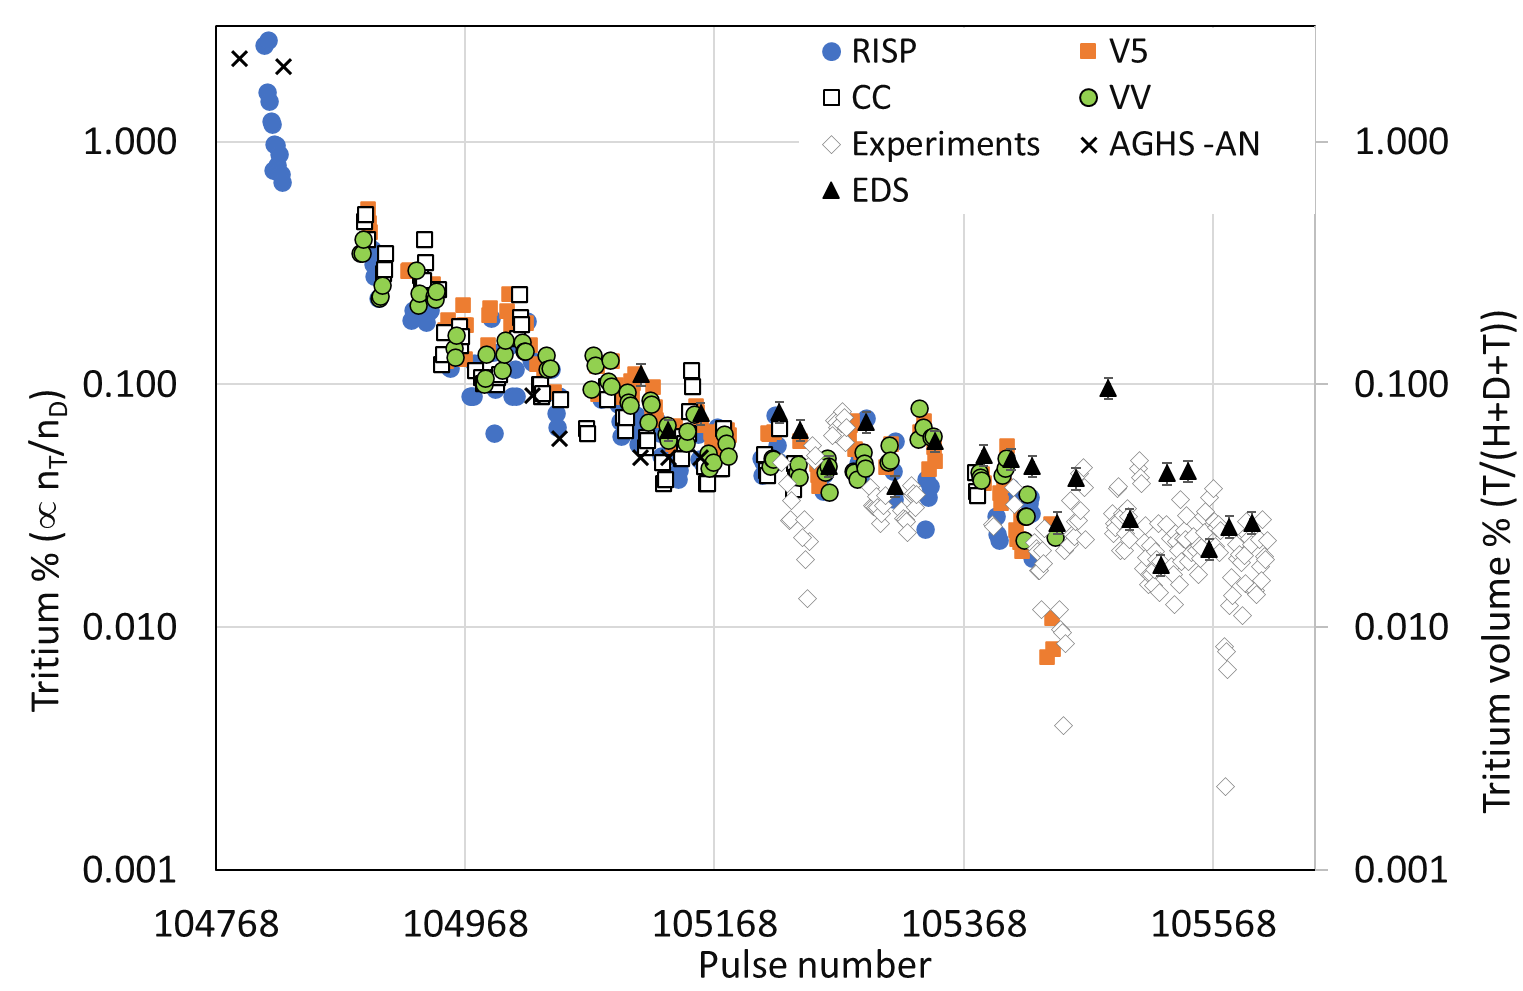 RISP
V5
CC
VV
Experiments
AGHS -AN
EDS
1.000
0.100
0.010
0.001
1.000
0.100
0.010
0.001
Tritium % (∝ nT/nD)
Tritium volume % (T/(H+D+T))
104768
104968
105168
105368
105568
Pulse number